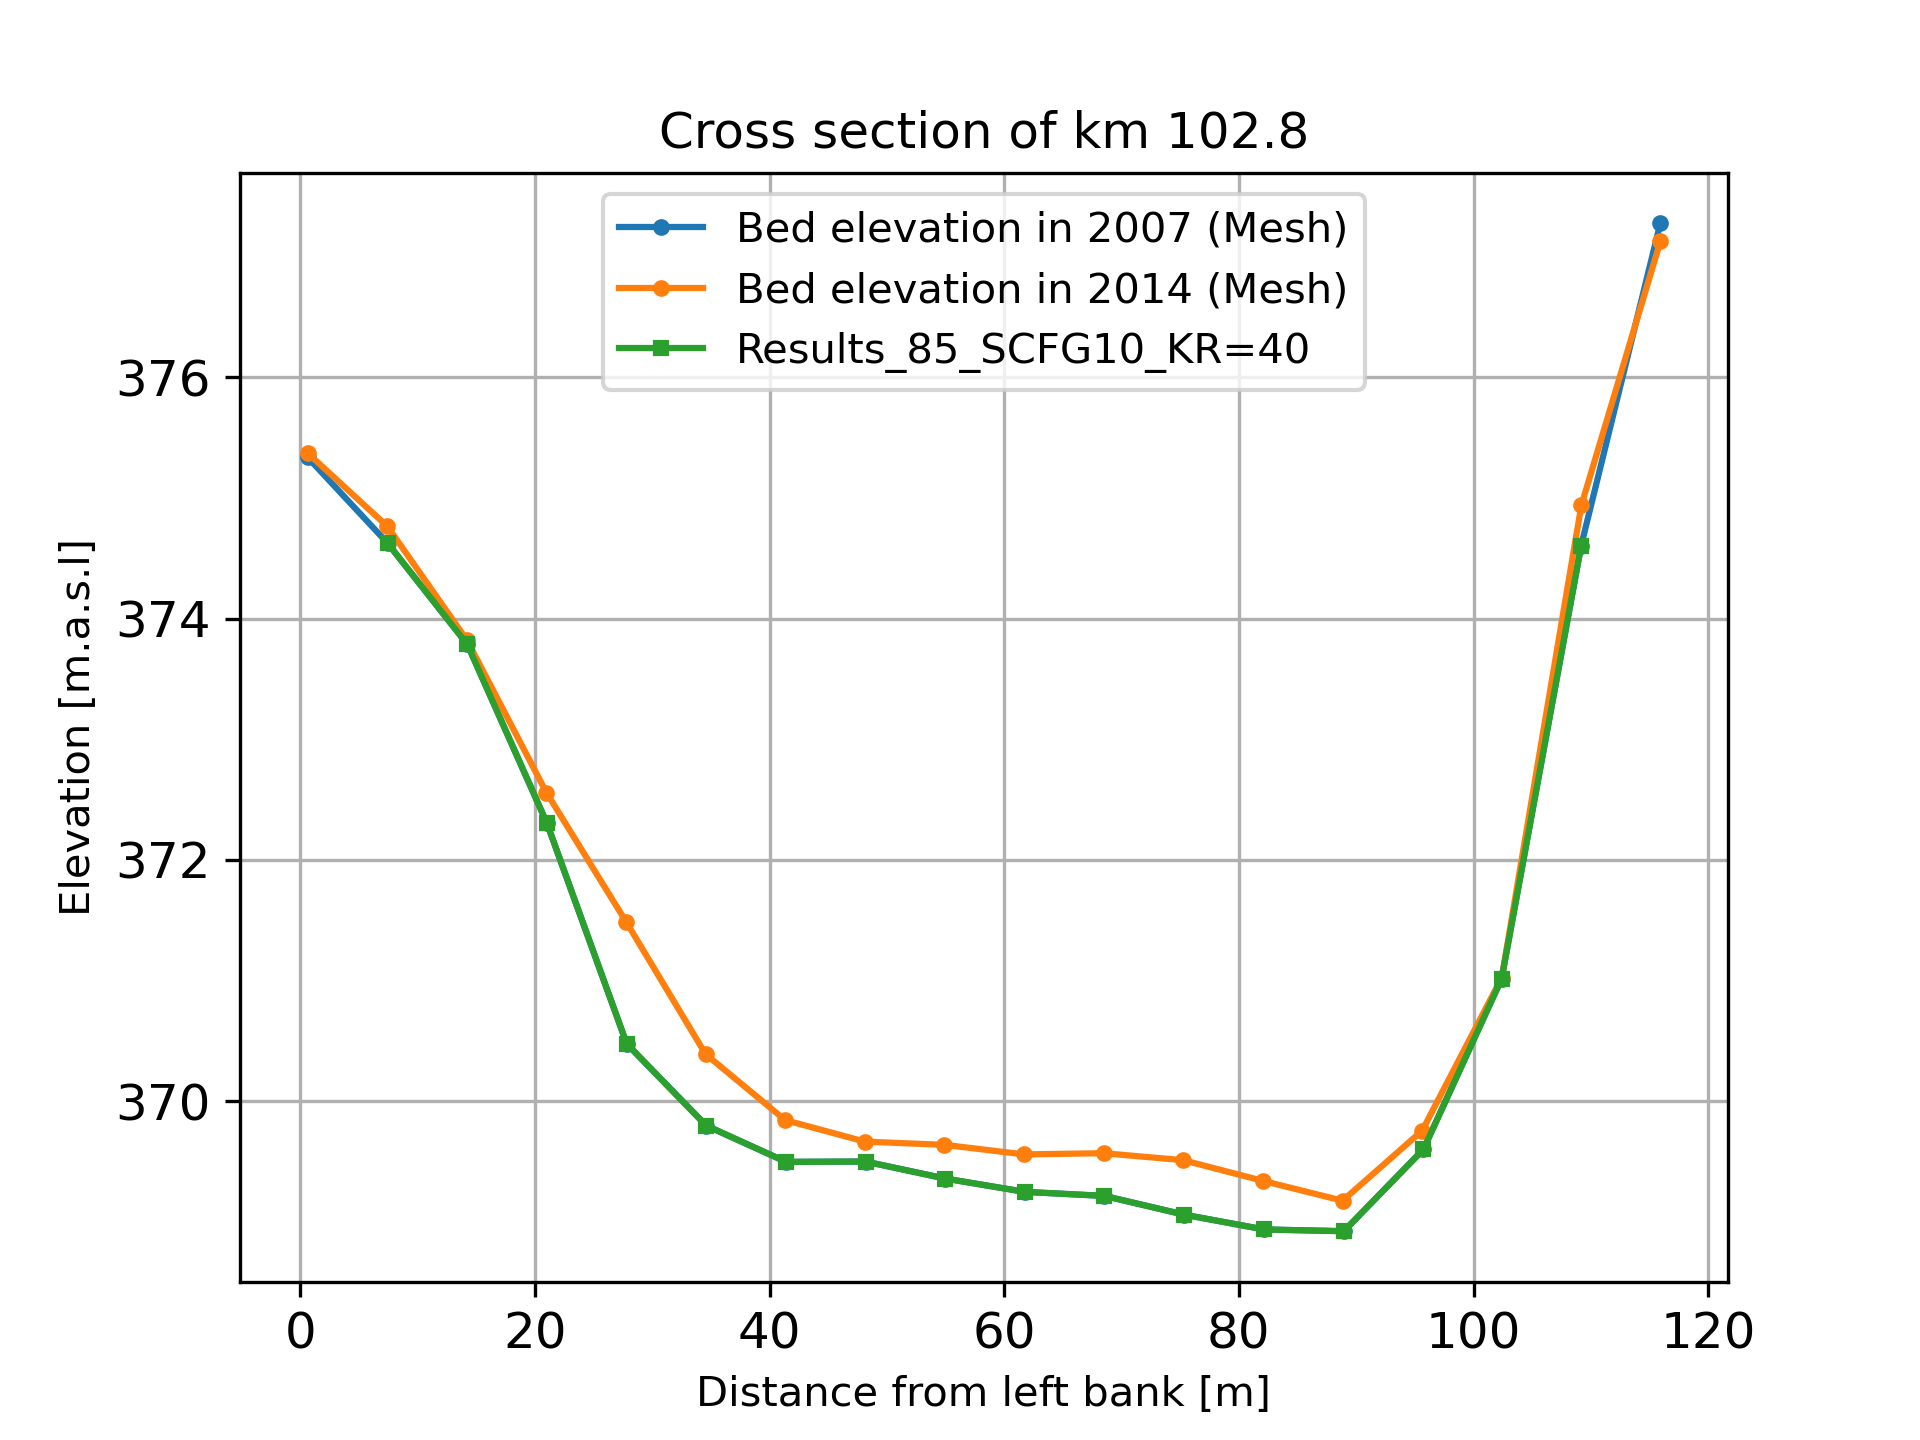 Cross section of km 102.8
Bed elevation in 2007 (Mesh)
Bed elevation in 2014 (Mesh)
Results_85_SCFG10_KR=40
376
374
372
370
Elevation [m.a.s.l]
0 20 40 60 80 100 120
Distance from left bank [m]